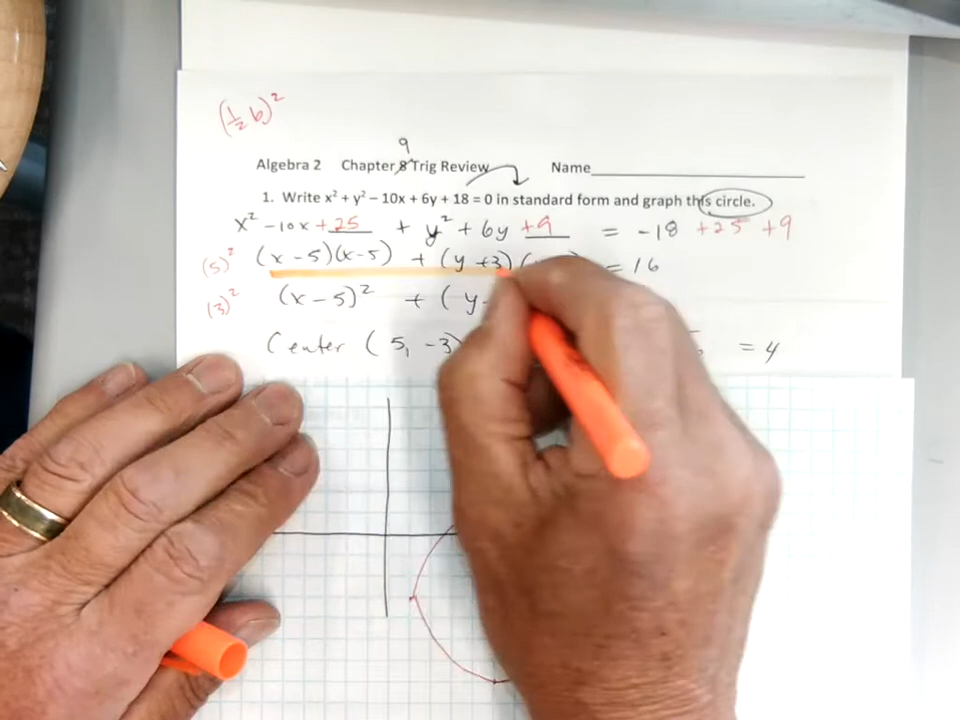 (½ b)²
9
Algebra 2 Chapter 8 Trig Review Name
1. Write x² + y² – 10x + 6y + 18 = 0 in standard form and graph this circle.
x² - 10x + 25 + y² + 6y + 9 = -18 + 25 + 9
(5)² (x - 5)(x - 5) + (y + 3)( = 16
(3)² (x - 5)² + (y
Center (5, -3) = 4